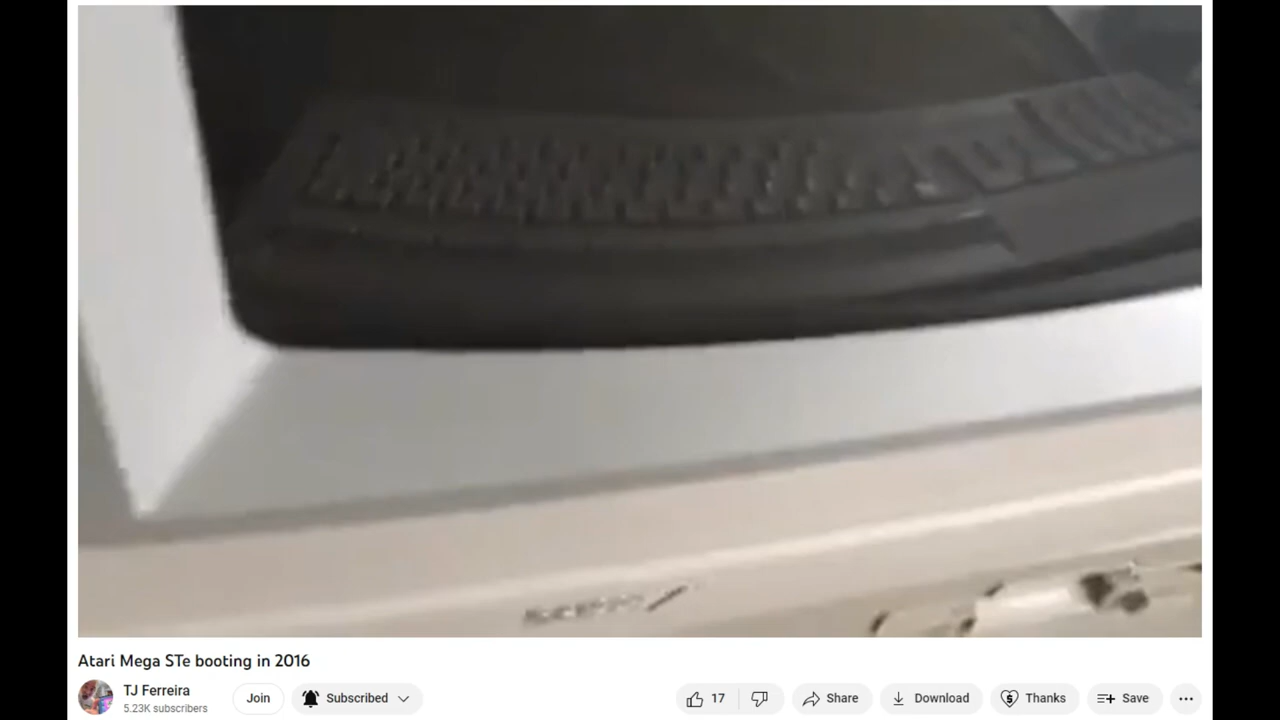 Atari Mega STe booting in 2016
TJ Ferreira
5.23K subscribers
Join
Subscribed
17
Share
Download
Thanks
Save